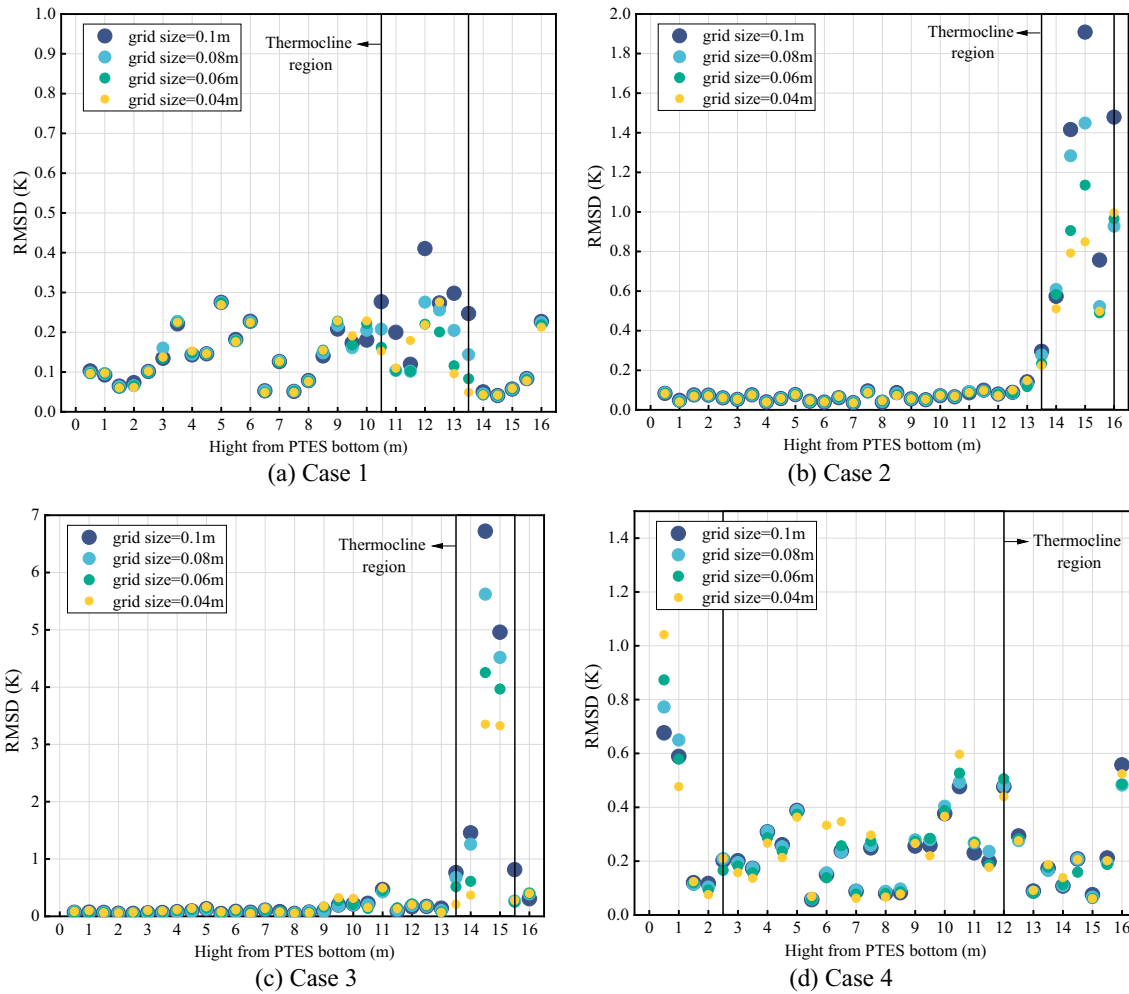 RMSD (K)
1.0
0.9
0.8
0.7
0.6
0.5
0.4
0.3
0.2
0.1
0.0
grid size=0.1m
grid size=0.08m
grid size=0.06m
grid size=0.04m
Thermocline
region
0 1 2 3 4 5 6 7 8 9 10 11 12 13 14 15 16
Hight from PTES bottom (m)
(a) Case 1
RMSD (K)
2.0
1.8
1.6
1.4
1.2
1.0
0.8
0.6
0.4
0.2
0.0
grid size=0.1m
grid size=0.08m
grid size=0.06m
grid size=0.04m
Thermocline
region
0 1 2 3 4 5 6 7 8 9 10 11 12 13 14 15 16
Hight from PTES bottom (m)
(b) Case 2
RMSD (K)
7
6
5
4
3
2
1
0
grid size=0.1m
grid size=0.08m
grid size=0.06m
grid size=0.04m
Thermocline
region
0 1 2 3 4 5 6 7 8 9 10 11 12 13 14 15 16
Hight from PTES bottom (m)
(c) Case 3
RMSD (K)
1.4
1.2
1.0
0.8
0.6
0.4
0.2
0.0
grid size=0.1m
grid size=0.08m
grid size=0.06m
grid size=0.04m
Thermocline
region
0 1 2 3 4 5 6 7 8 9 10 11 12 13 14 15 16
Hight from PTES bottom (m)
(d) Case 4